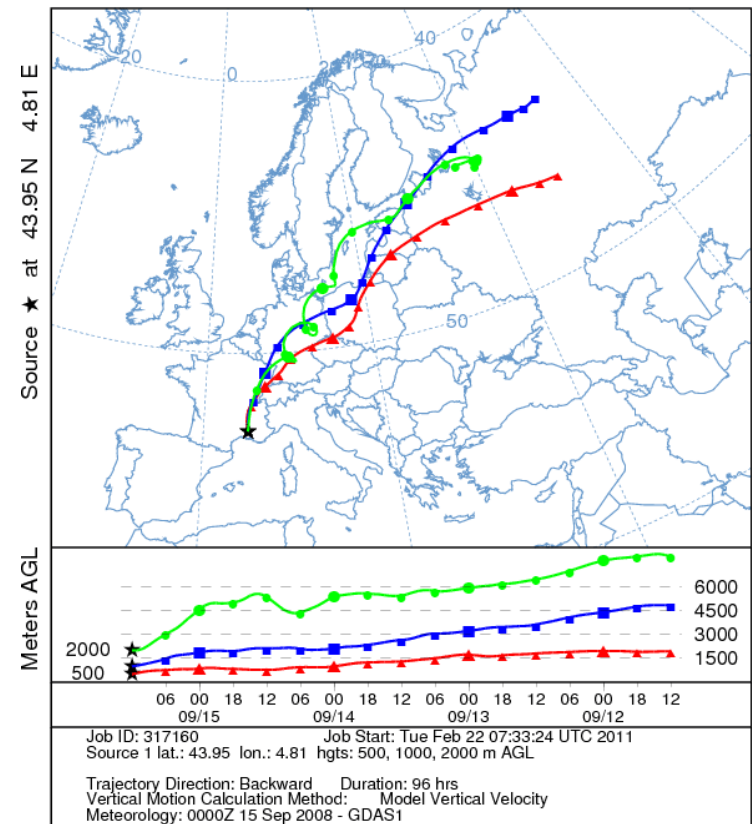 20
0
40
50
Source ★ at 43.95 N 4.81 E
Meters AGL
2000
500
6000
4500
3000
1500
06 00 18 12 06 00 18 12 06 00 18 12 06 00 18 12
09/15 09/14 09/13 09/12
Job ID: 317160 Job Start: Tue Feb 22 07:33:24 UTC 2011
Source 1 lat.: 43.95 lon.: 4.81 hgts: 500, 1000, 2000 m AGL
Trajectory Direction: Backward Duration: 96 hrs
Vertical Motion Calculation Method: Model Vertical Velocity
Meteorology: 0000Z 15 Sep 2008 - GDAS1